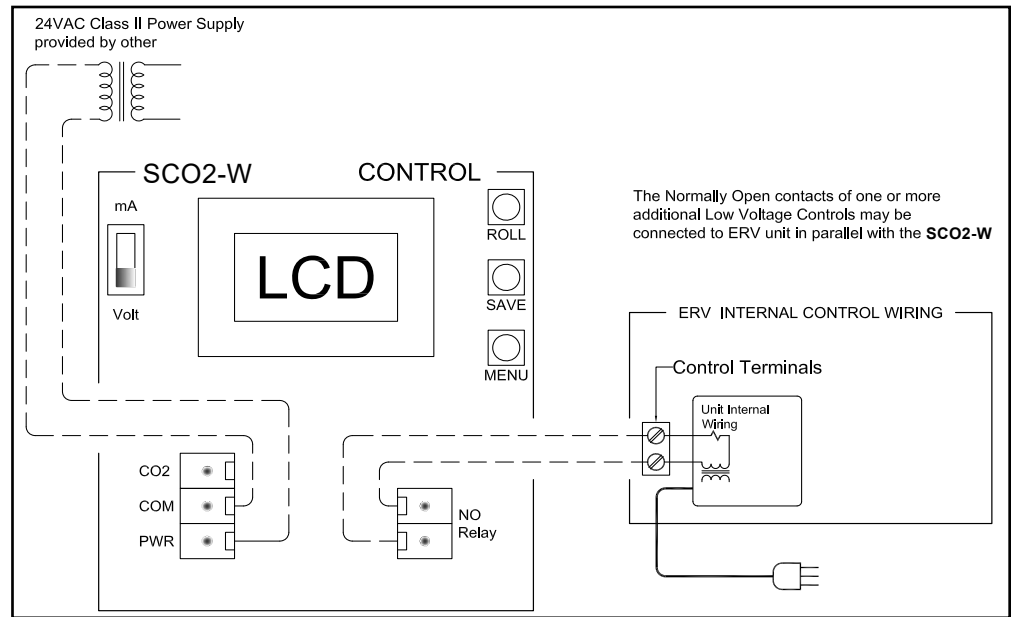 24VAC Class II Power Supply
provided by other
SCO2-W
CONTROL
mA
Volt
LCD
ROLL
SAVE
MENU
CO2
COM
PWR
NO
Relay
The Normally Open contacts of one or more
additional Low Voltage Controls may be
connected to ERV unit in parallel with the SCO2-W
ERV INTERNAL CONTROL WIRING
Control Terminals
Unit Internal
Wiring